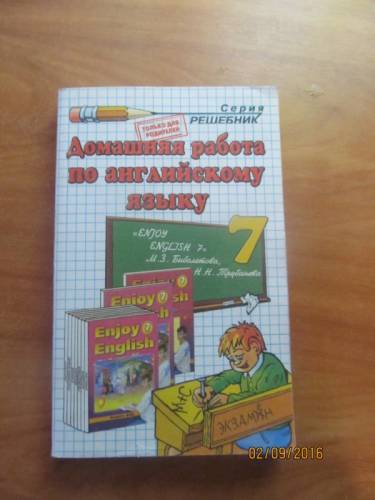 Серия
РЕШЕБНИК
ТОЛЬКО ДЛЯ
РОДИТЕЛЕЙ
Домашняя работа
по английскому
языку
7
«ENJOY
ENGLISH 7»
М. З. Биболетова,
Н. Н. Трубанева
Enjoy
English
Enjoy
English
Enjoy
English
М+С
ЭКЗАМЕН
02/09/2016